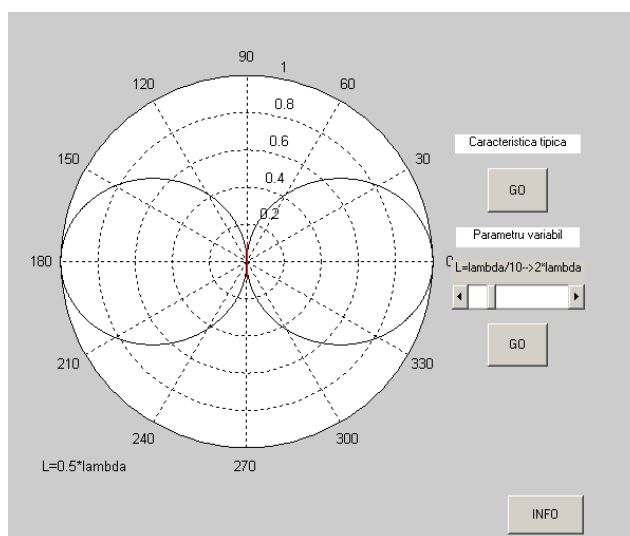 90
1
120
60
0.8
0.6
150
30
0.4
0.2
180
0
210
330
240
300
270
L=0.5*lambda
Caracteristica tipica
GO
Parametru variabil
L=lambda/10-->2*lambda
GO
INFO